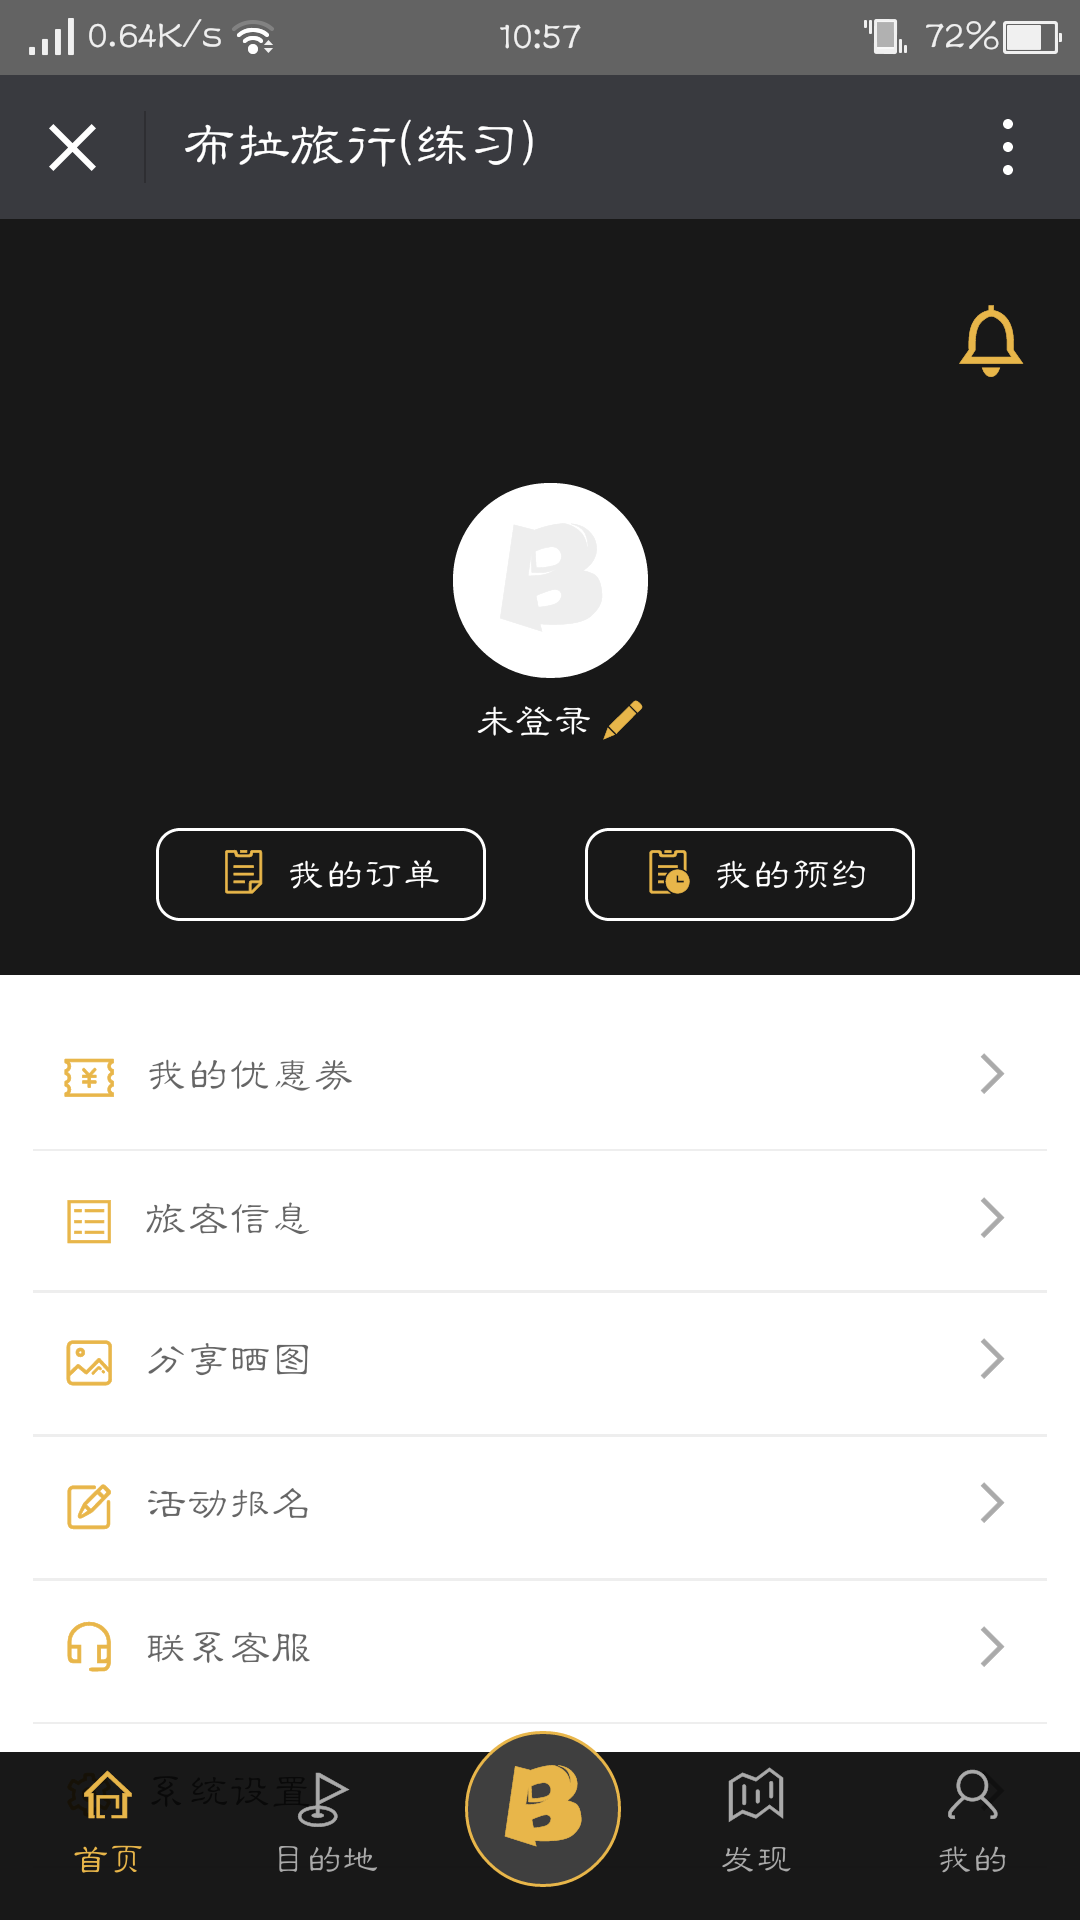 0.64K/s 10:57 72%
布拉旅行(练习)
B
未登录
我的订单 我的预约
¥ 我的优惠券
旅客信息
分享晒图
活动报名
联系客服
系统设置
B
首页 目的地 发现 我的